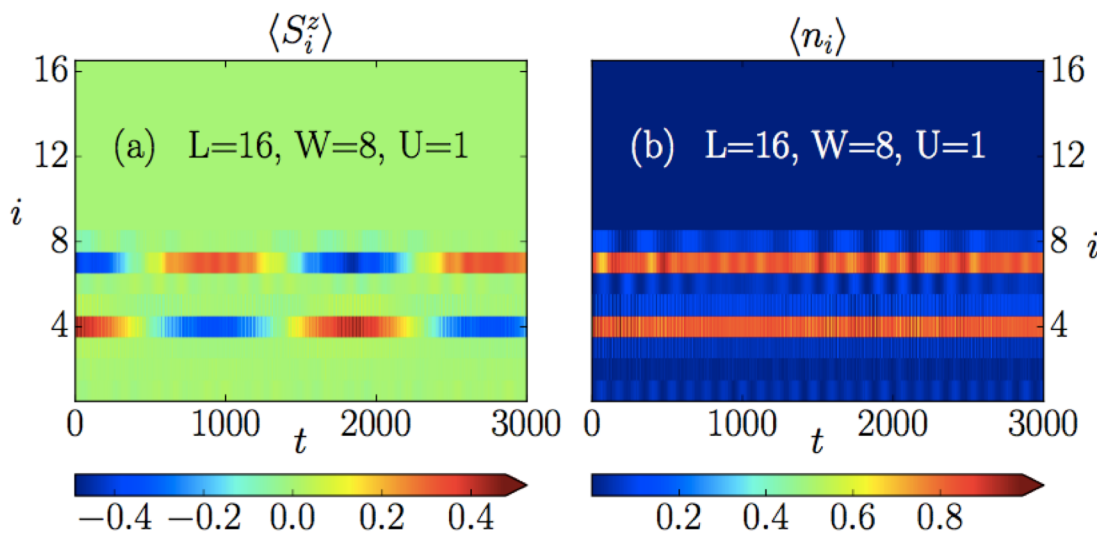 ⟨S_i^z⟩ ⟨n_i⟩
16 16
(a) L=16, W=8, U=1 (b) L=16, W=8, U=1
12 12
i 8 8 i
4 4
0 1000 t 2000 3000 0 1000 t 2000 3000
−0.4 −0.2 0.0 0.2 0.4 0.2 0.4 0.6 0.8